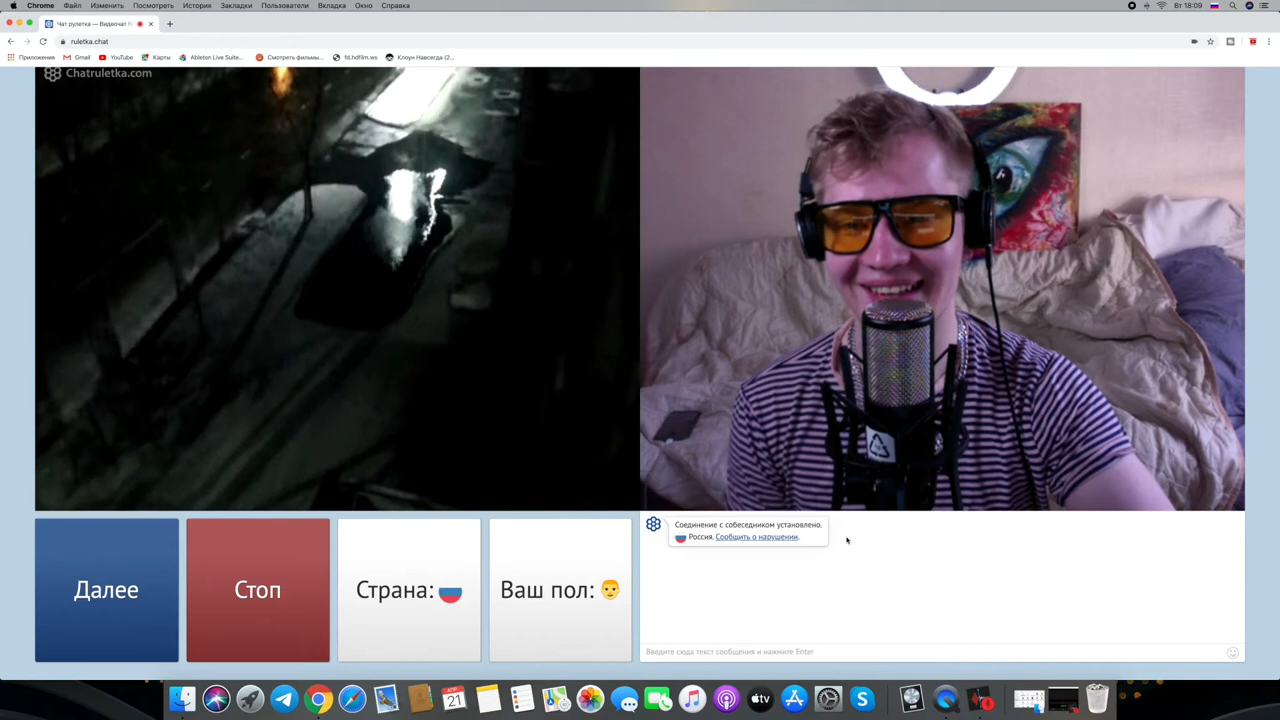 Chrome Файл Изменить Посмотреть История Закладки Пользователи Вкладка Окно Справка
Вт 18:09
Чат рулетка — Видеочат
ruletka.chat
Приложения Gmail YouTube Карты Ableton Live Suite... Смотреть фильмы... fd.hdfilm.ws Клоун Навсегда (2...
Chatruletka.com
Соединение с собеседником установлено.
Россия. Сообщить о нарушении.
Далее
Стоп
Страна:
Ваш пол:
Введите сюда текст сообщения и нажмите Enter
АПР
21
tv